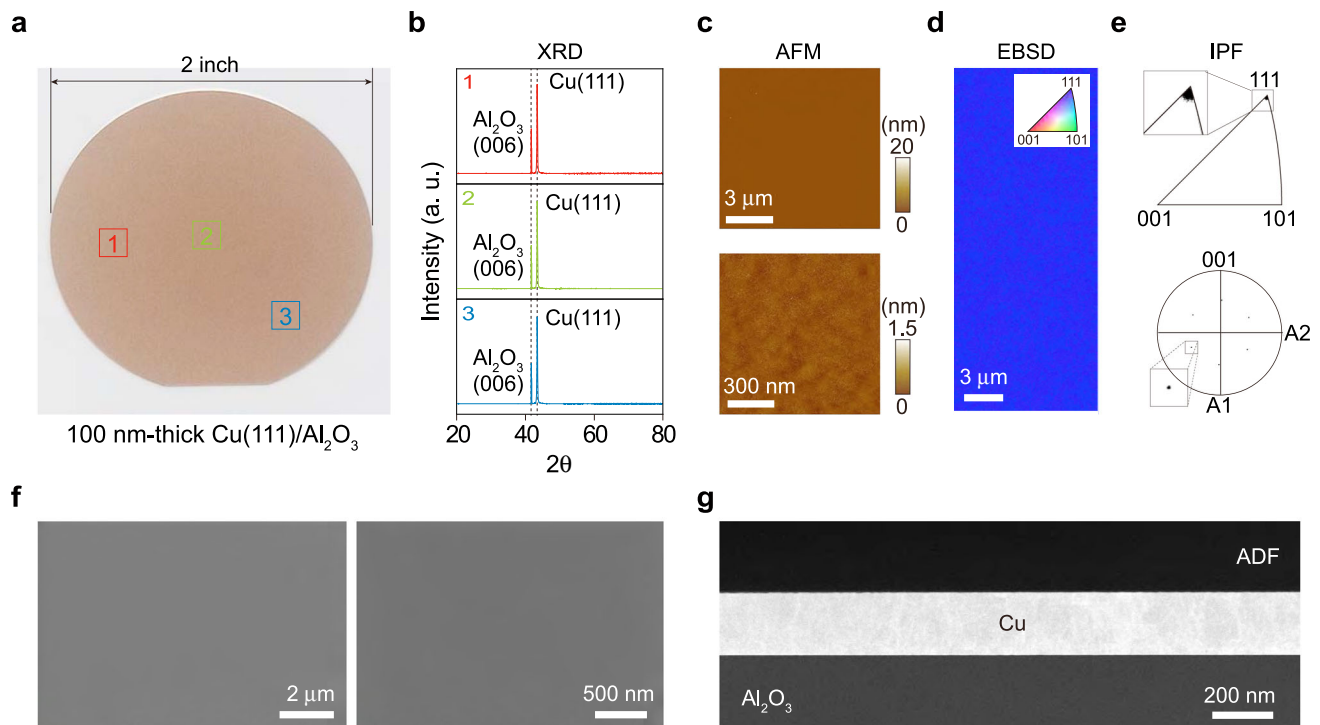 a
2 inch
1
2
3
100 nm-thick Cu(111)/Al₂O₃
b
XRD
Intensity (a. u.)
1
Cu(111)
Al₂O₃
(006)
2
Cu(111)
Al₂O₃
(006)
3
Cu(111)
Al₂O₃
(006)
20 40 60 80
2θ
c
AFM
(nm)
20
0
3 μm
(nm)
1.5
0
300 nm
d
EBSD
111
001 101
3 μm
e
IPF
111
001 101
001
A2
A1
f
2 μm
500 nm
g
ADF
Cu
Al₂O₃
200 nm